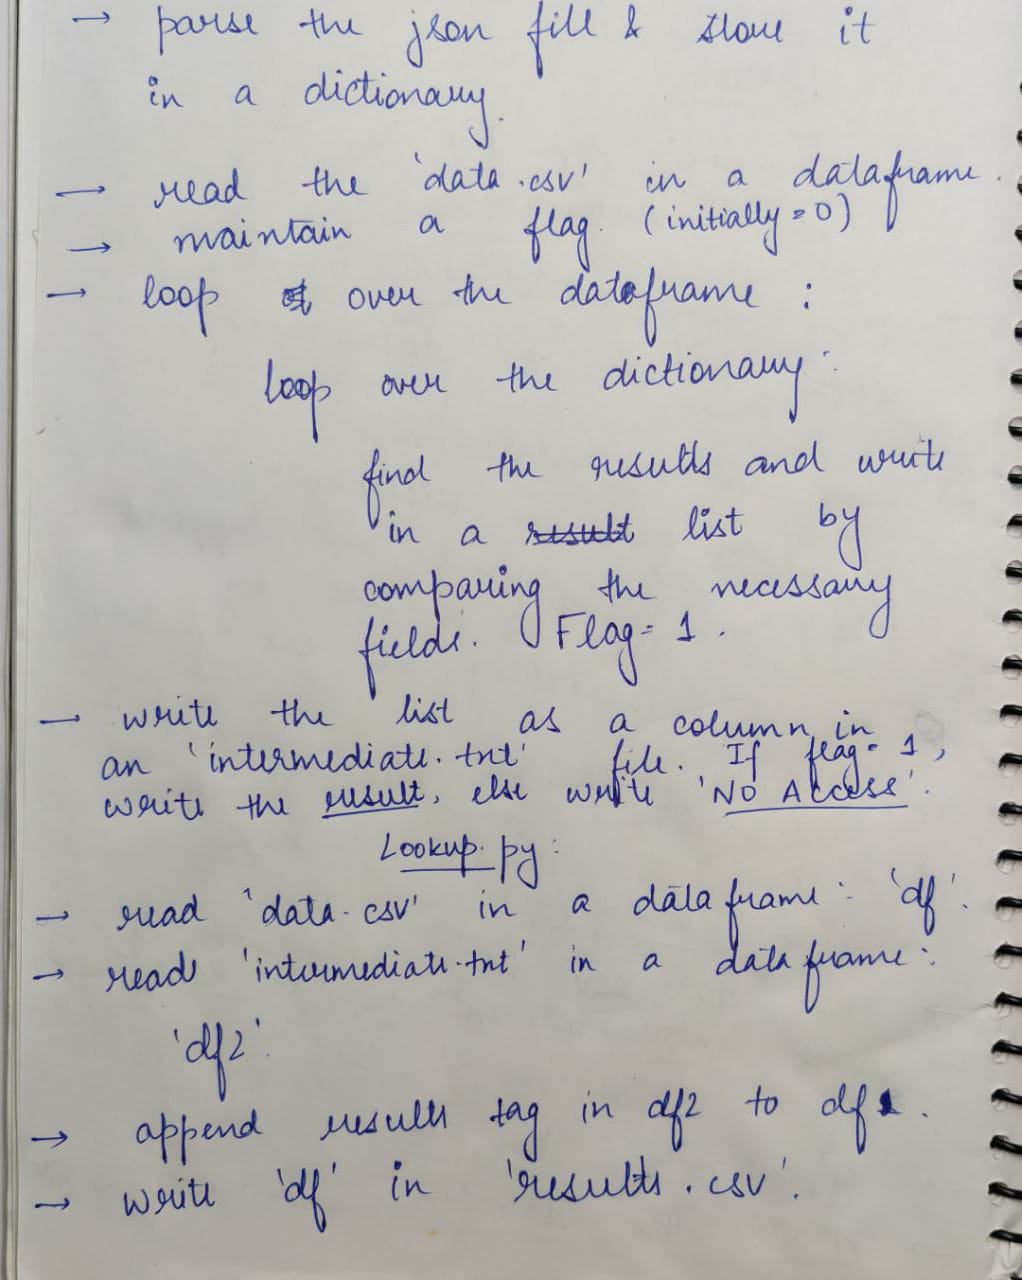 → parse the json file & store it
in a dictionary.
→ read the 'data.csv' in a dataframe.
→ maintain a flag. (initially = 0)
→ loop over the dataframe :
loop over the dictionary :
find the results and write
in a result list by
comparing the necessary
fields. Flag = 1.
→ write the list as a column in
an 'intermediate.txt' file. If flag = 1,
write the result, else write 'No Access'.
Lookup.py :
→ read 'data.csv' in a dataframe : 'df'.
→ read 'intermediate.txt' in a dataframe :
'df2'.
→ append results tag in df2 to df.
→ write 'df' in 'results.csv'.